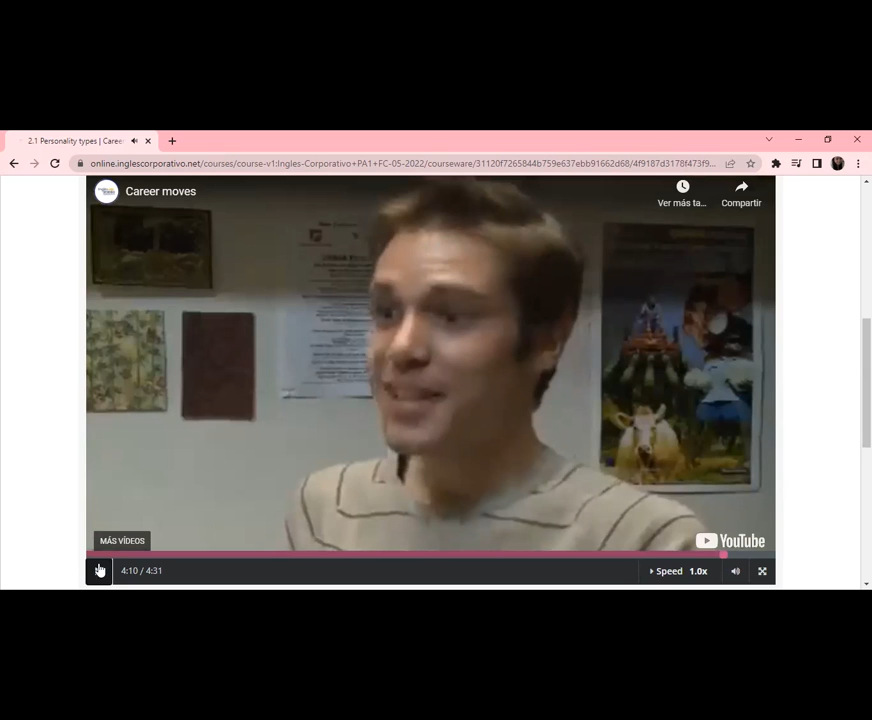 2.1 Personality types | Caree
online.inglescorporativo.net/courses/course-v1:Ingles-Corporativo+PA1+FC-05-2022/courseware/31120f7265844b759e637ebb91662d68/4f9187d3178f473f9...
Career moves
Ver más ta...
Compartir
MÁS VÍDEOS
YouTube
4:10 / 4:31
Speed 1.0x